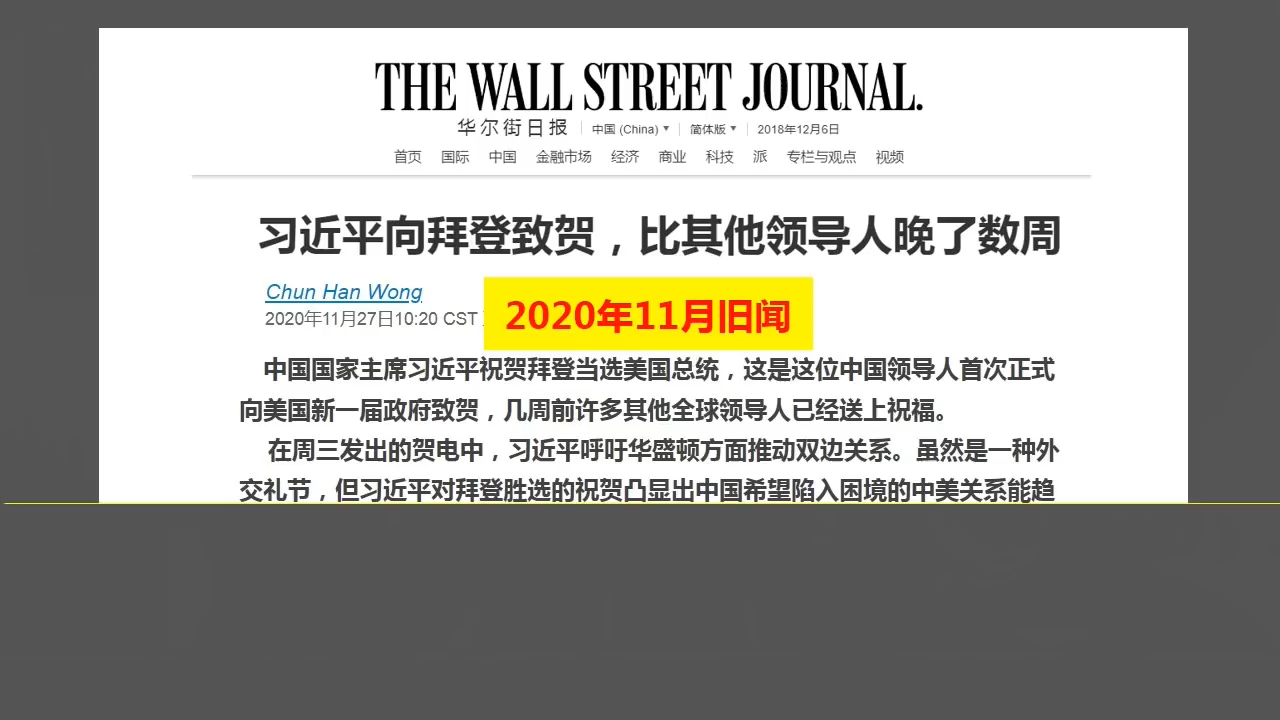 THE WALL STREET JOURNAL.
华尔街日报 中国 (China) 简体版 2018年12月6日
首页 国际 中国 金融市场 经济 商业 科技 派 专栏与观点 视频
习近平向拜登致贺，比其他领导人晚了数周
Chun Han Wong
2020年11月27日10:20 CST
2020年11月旧闻
中国国家主席习近平祝贺拜登当选美国总统，这是这位中国领导人首次正式
向美国新一届政府致贺，几周前许多其他全球领导人已经送上祝福。
在周三发出的贺电中，习近平呼吁华盛顿方面推动双边关系。虽然是一种外
交礼节，但习近平对拜登胜选的祝贺凸显出中国希望陷入困境的中美关系能趋